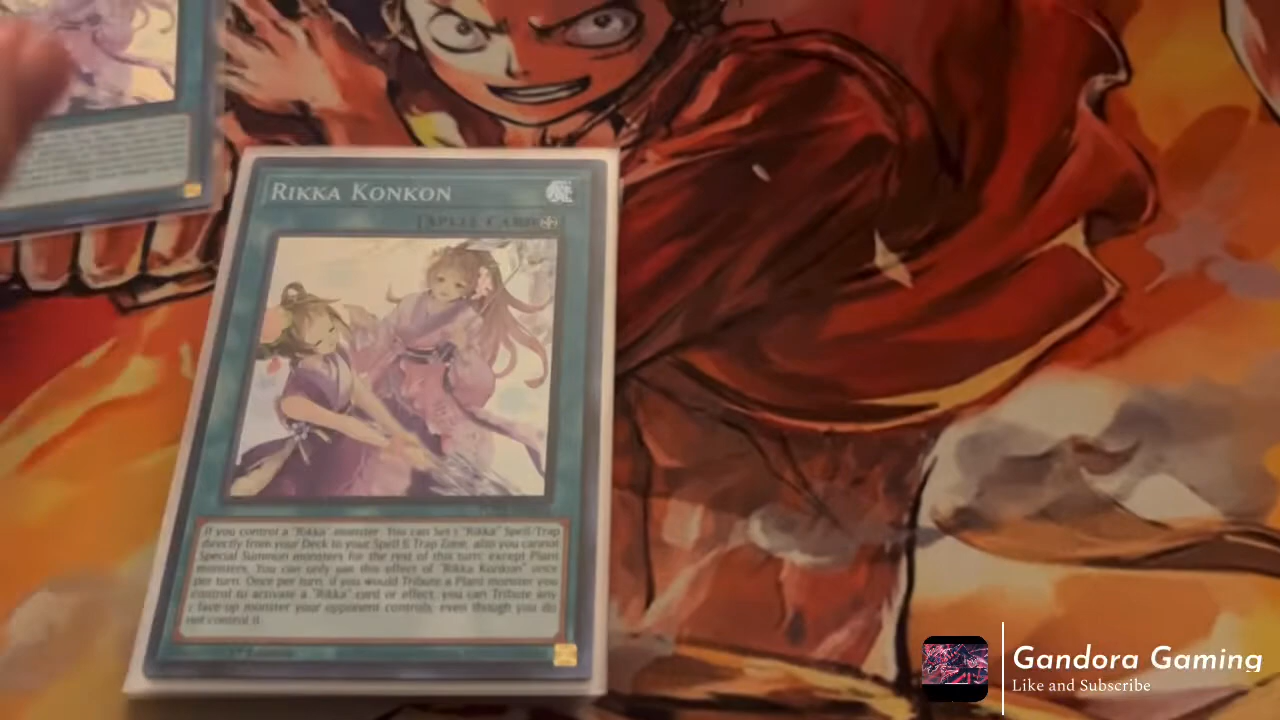 RIKKA KONKON
[SPELL CARD
If you control a "Rikka" monster: You can Set 1 "Rikka" Spell/Trap
directly from your Deck to your Spell & Trap Zone, also you cannot
Special Summon monsters for the rest of this turn, except Plant
monsters. You can only use this effect of "Rikka Konkon" once
per turn. Once per turn, if you would Tribute a Plant monster you
control to activate a "Rikka" card or effect, you can Tribute any
1 face-up monster your opponent controls, even though you do
not control it.
Gandora Gaming
Like and Subscribe